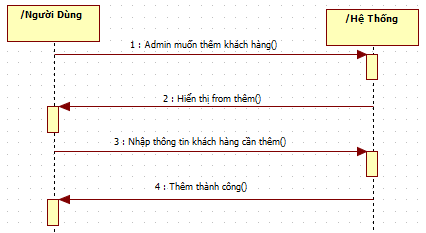 /Người Dùng
/Hệ Thống
1 : Admin muốn thêm khách hàng()
2 : Hiển thị from thêm()
3 : Nhập thông tin khách hàng cần thêm()
4 : Thêm thành công()